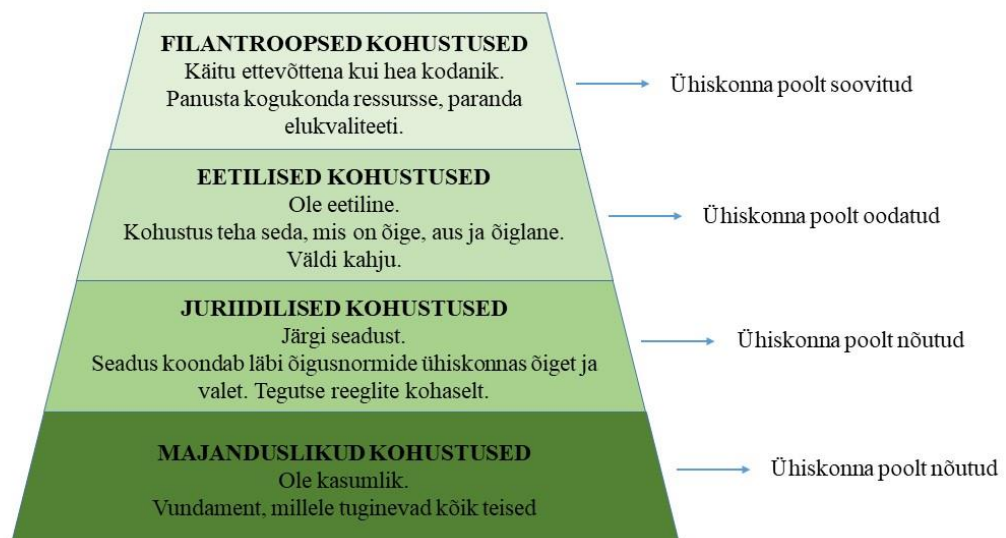 FILANTROOPSED KOHUSTUSED
Käitu ettevõttena kui hea kodanik.
Panusta kogukonda ressursse, paranda
elukvaliteeti.
Ühiskonna poolt soovitud
EETILISED KOHUSTUSED
Ole eetiline.
Kohustus teha seda, mis on õige, aus ja õiglane.
Väldi kahju.
Ühiskonna poolt oodatud
JURIIDILISED KOHUSTUSED
Järgi seadust.
Seadus koondab läbi õigusnormide ühiskonnas õiget ja
valet. Tegutse reeglite kohaselt.
Ühiskonna poolt nõutud
MAJANDUSLIKUD KOHUSTUSED
Ole kasumlik.
Vundament, millele tuginevad kõik teised
Ühiskonna poolt nõutud